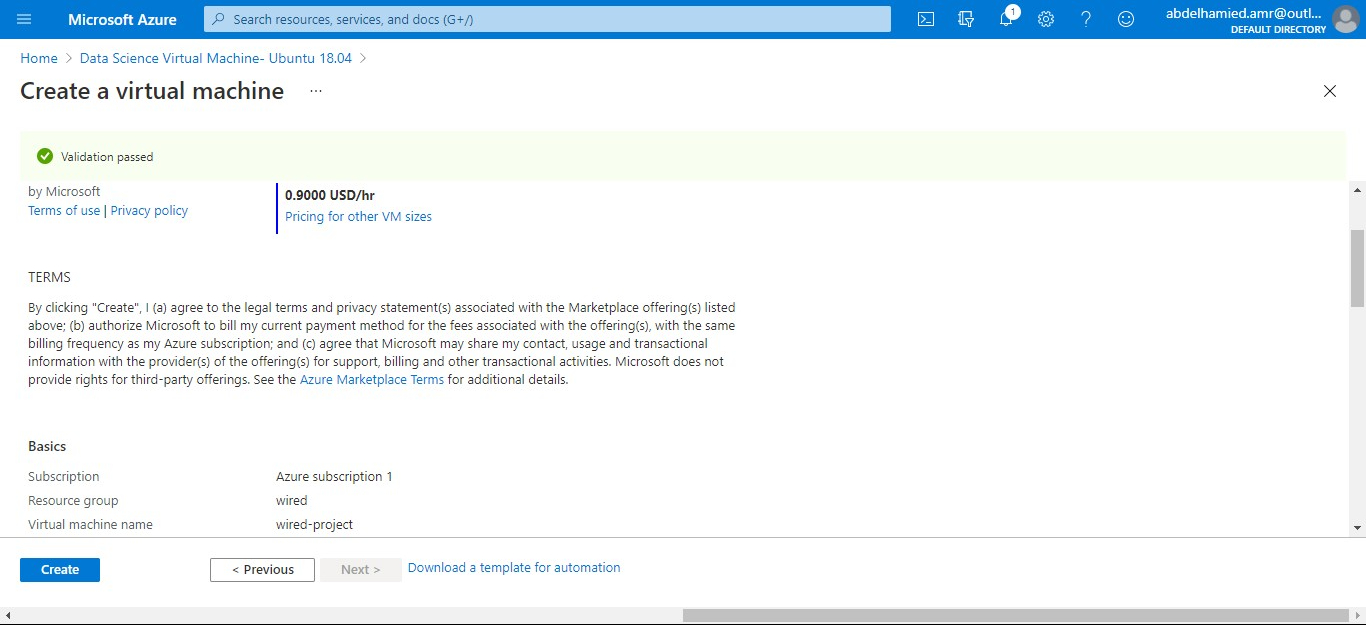 Microsoft Azure
Search resources, services, and docs (G+/)
1
abdelhamied.amr@outl...
DEFAULT DIRECTORY
Home > Data Science Virtual Machine- Ubuntu 18.04 >
Create a virtual machine ...
Validation passed
by Microsoft
Terms of use | Privacy policy
0.9000 USD/hr
Pricing for other VM sizes
TERMS
By clicking "Create", I (a) agree to the legal terms and privacy statement(s) associated with the Marketplace offering(s) listed
above; (b) authorize Microsoft to bill my current payment method for the fees associated with the offering(s), with the same
billing frequency as my Azure subscription; and (c) agree that Microsoft may share my contact, usage and transactional
information with the provider(s) of the offering(s) for support, billing and other transactional activities. Microsoft does not
provide rights for third-party offerings. See the Azure Marketplace Terms for additional details.
Basics
Subscription Azure subscription 1
Resource group wired
Virtual machine name wired-project
Create < Previous Next > Download a template for automation